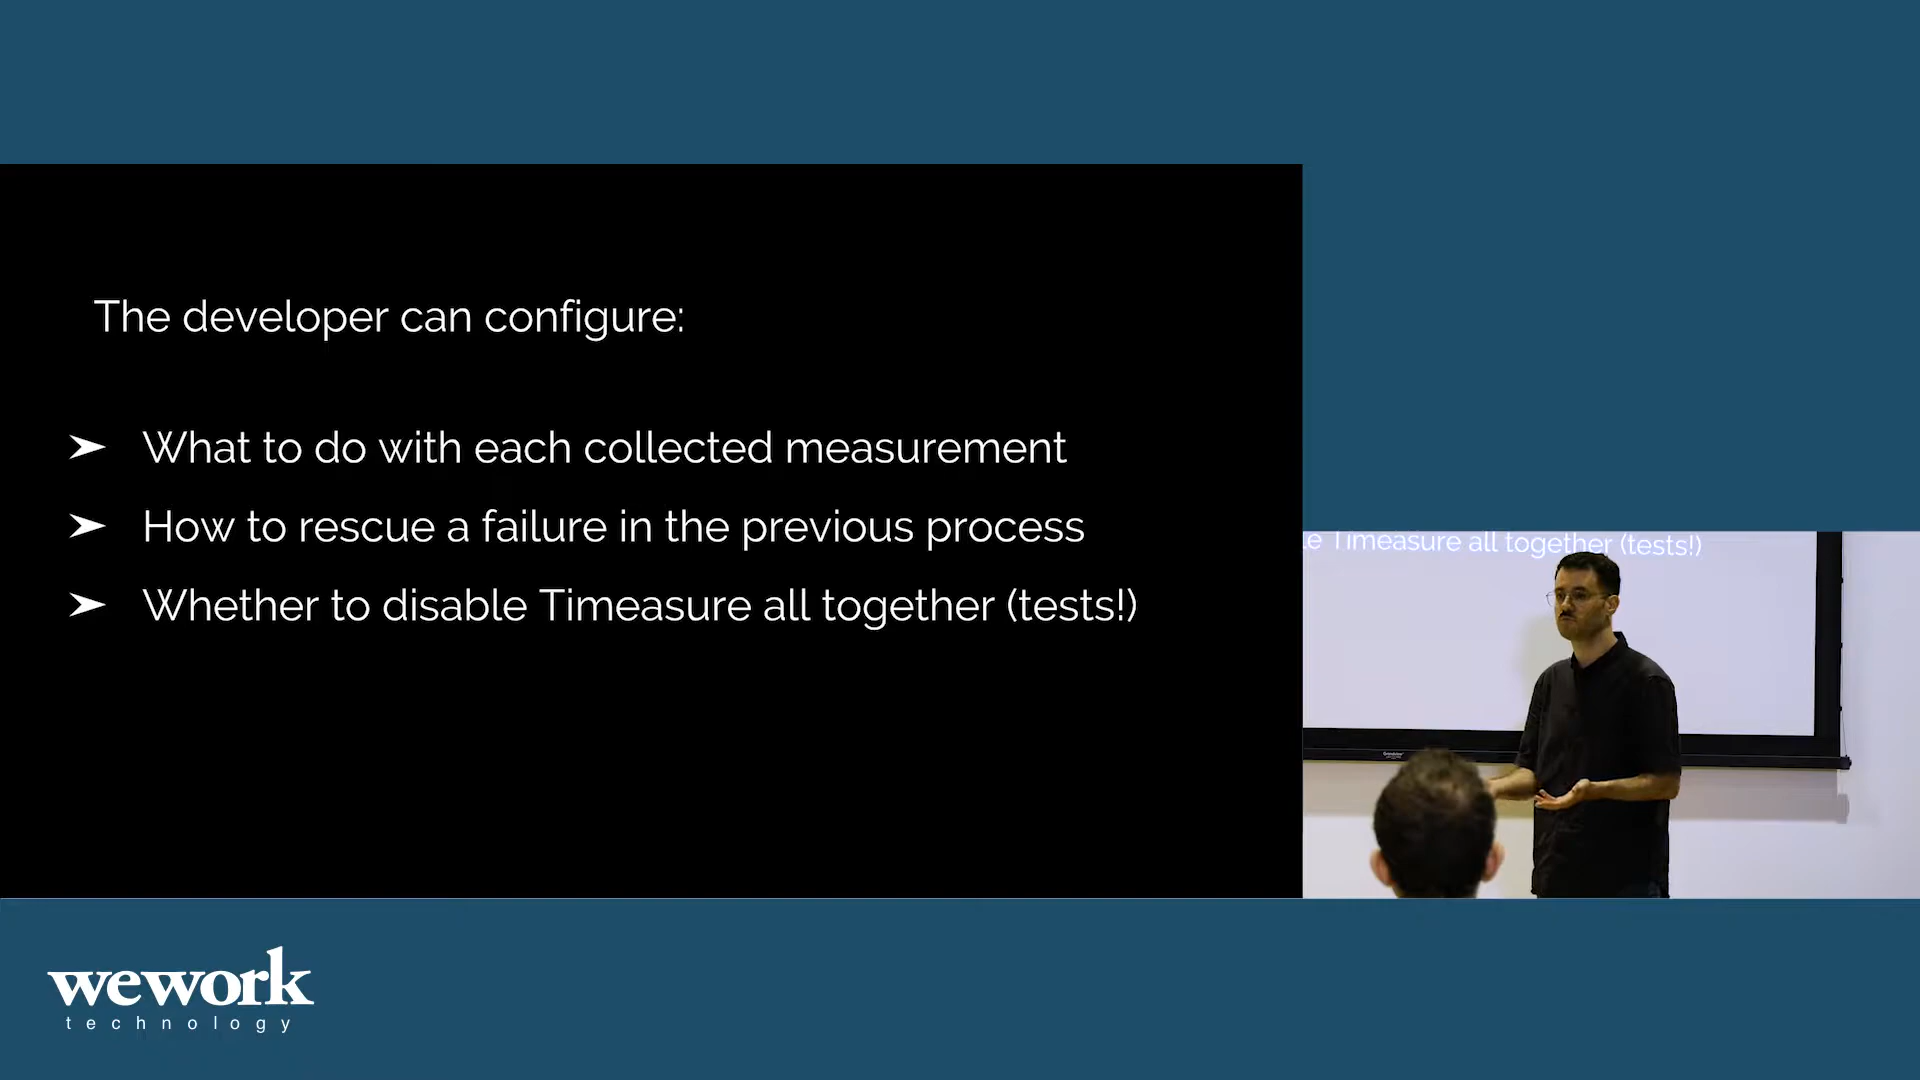 The developer can configure:
➤ What to do with each collected measurement
➤ How to rescue a failure in the previous process
➤ Whether to disable Timeasure all together (tests!)
le Timeasure all together (tests!)
wework
technology